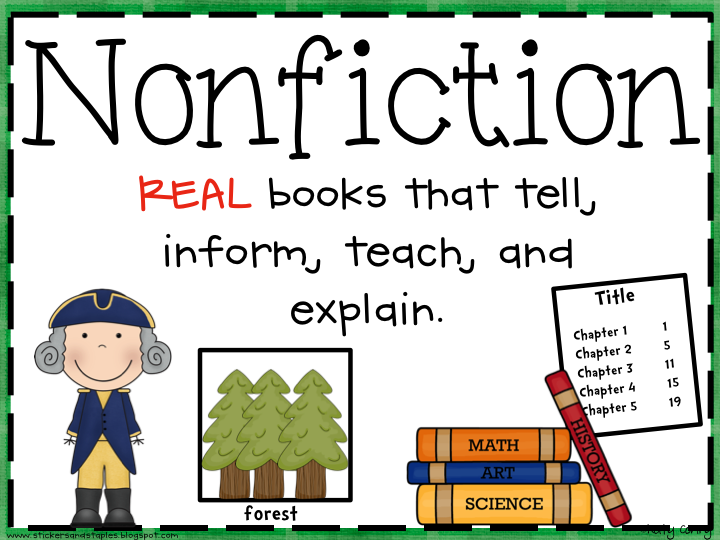 Nonfiction
REAL books that tell,
inform, teach, and
explain.
Title
Chapter 1 1
Chapter 2 5
Chapter 3 11
Chapter 4 15
Chapter 5 19
HISTORY
MATH
ART
SCIENCE
forest
www.stickersandstaples.blogspot.com